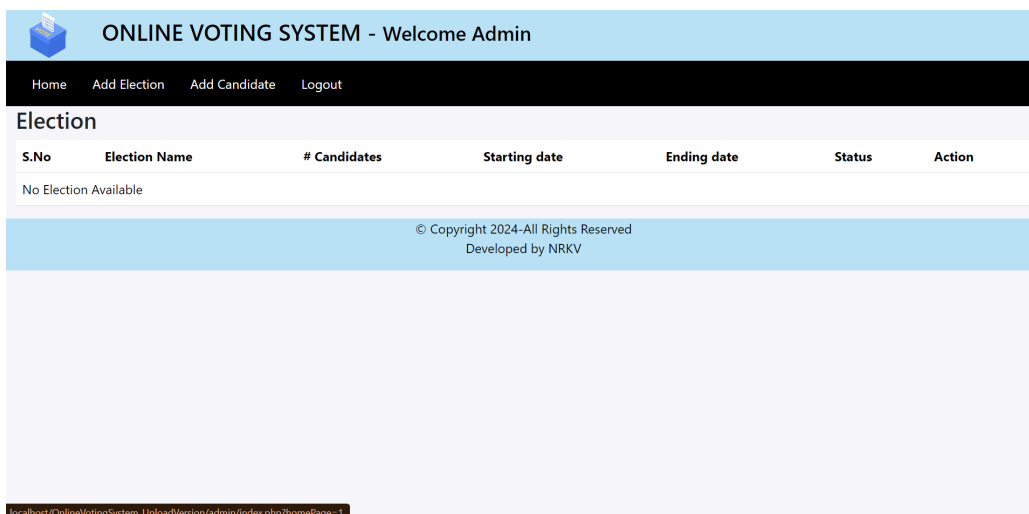 ONLINE VOTING SYSTEM - Welcome Admin
Home Add Election Add Candidate Logout
Election
S.No Election Name # Candidates Starting date Ending date Status Action
No Election Available
© Copyright 2024-All Rights Reserved
Developed by NRKV
localhost/OnlineVotingSystem_UploadVersion/admin/index.php?homePage=1